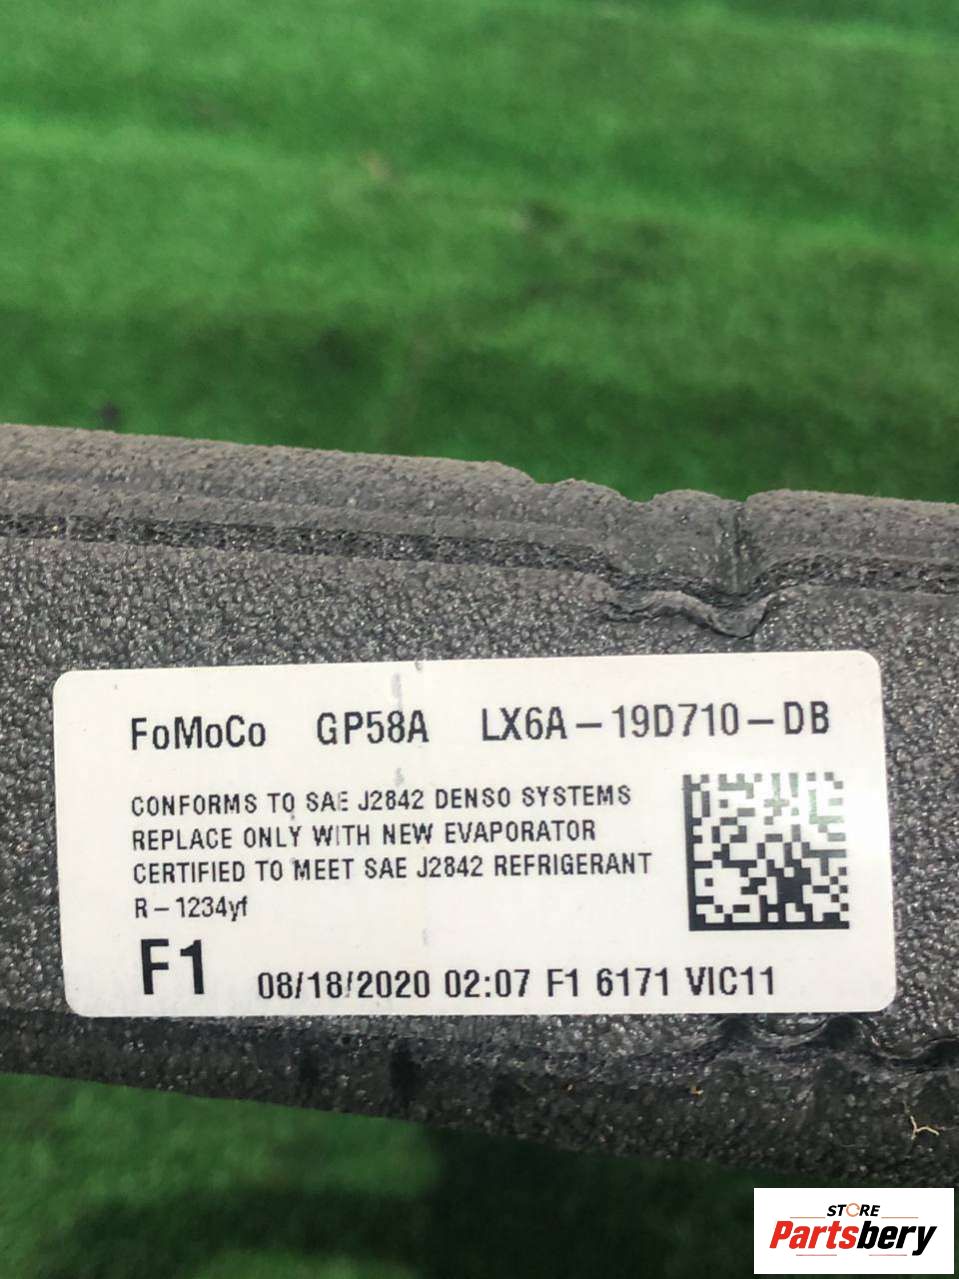 FoMoCo GP58A LX6A-19D710-DB
CONFORMS TO SAE J2842 DENSO SYSTEMS
REPLACE ONLY WITH NEW EVAPORATOR
CERTIFIED TO MEET SAE J2842 REFRIGERANT
R-1234yf
F1 08/18/2020 02:07 F1 6171 VIC11
STORE
Partsbery